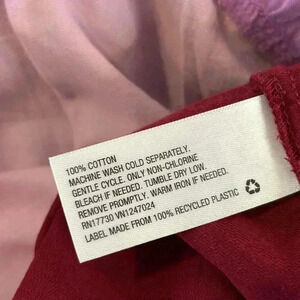 100% COTTON
MACHINE WASH COLD SEPARATELY.
GENTLE CYCLE. ONLY NON-CHLORINE
BLEACH IF NEEDED. TUMBLE DRY LOW.
REMOVE PROMPTLY. WARM IRON IF NEEDED.
RN17730 VN1247024
LABEL MADE FROM 100% RECYCLED PLASTIC